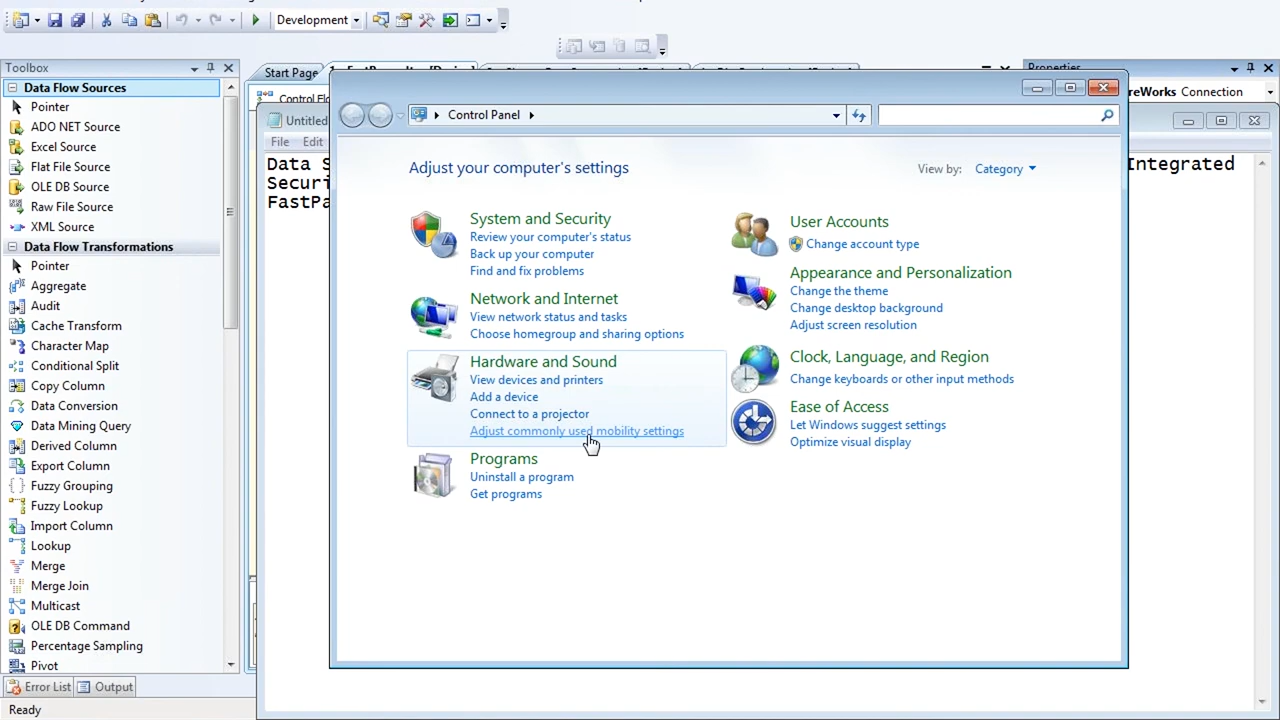 Development
Toolbox
Data Flow Sources
Pointer
ADO NET Source
Excel Source
Flat File Source
OLE DB Source
Raw File Source
XML Source
Data Flow Transformations
Pointer
Aggregate
Audit
Cache Transform
Character Map
Conditional Split
Copy Column
Data Conversion
Data Mining Query
Derived Column
Export Column
Fuzzy Grouping
Fuzzy Lookup
Import Column
Lookup
Merge
Merge Join
Multicast
OLE DB Command
Percentage Sampling
Pivot
Error List
Output
Ready
Start Page
Control Flo
Untitled
File Edit
Data S
Securi
FastPa
Integrated
Properties
reWorks Connection
Control Panel
Adjust your computer's settings
View by: Category
System and Security
Review your computer's status
Back up your computer
Find and fix problems
Network and Internet
View network status and tasks
Choose homegroup and sharing options
Hardware and Sound
View devices and printers
Add a device
Connect to a projector
Adjust commonly used mobility settings
Programs
Uninstall a program
Get programs
User Accounts
Change account type
Appearance and Personalization
Change the theme
Change desktop background
Adjust screen resolution
Clock, Language, and Region
Change keyboards or other input methods
Ease of Access
Let Windows suggest settings
Optimize visual display